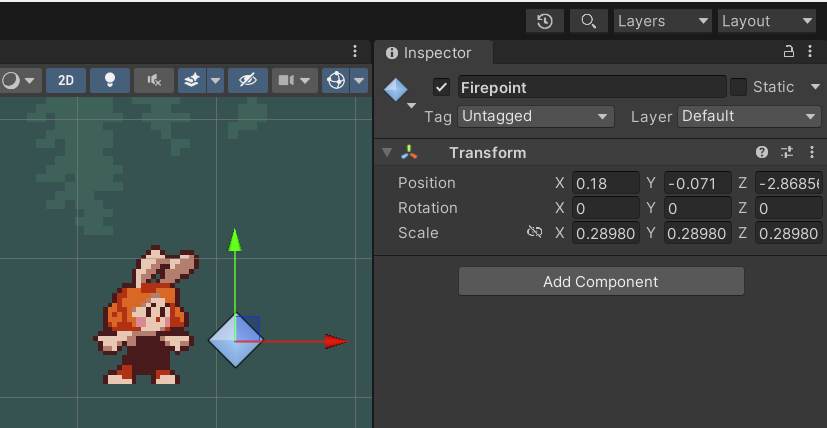 Layers Layout
Inspector
2D
Firepoint Static
Tag Untagged Layer Default
Transform
Position X 0.18 Y -0.071 Z -2.8685
Rotation X 0 Y 0 Z 0
Scale X 0.28980 Y 0.28980 Z 0.28980
Add Component